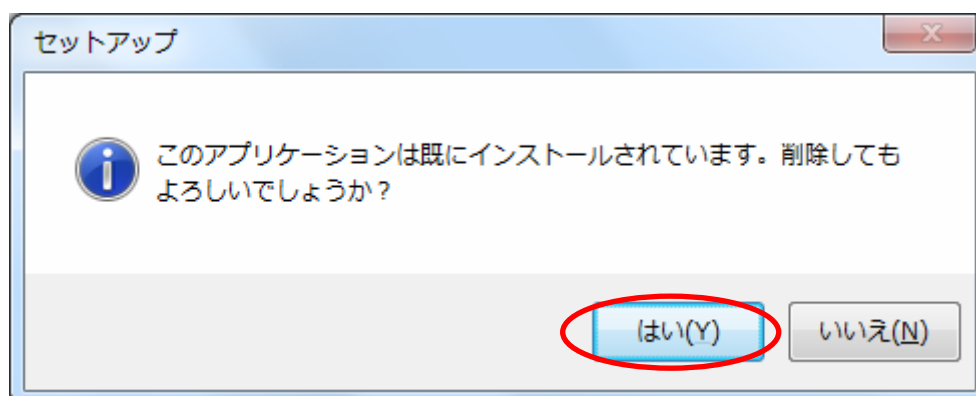 セットアップ
このアプリケーションは既にインストールされています。削除しても
よろしいでしょうか？
はい(Y)
いいえ(N)